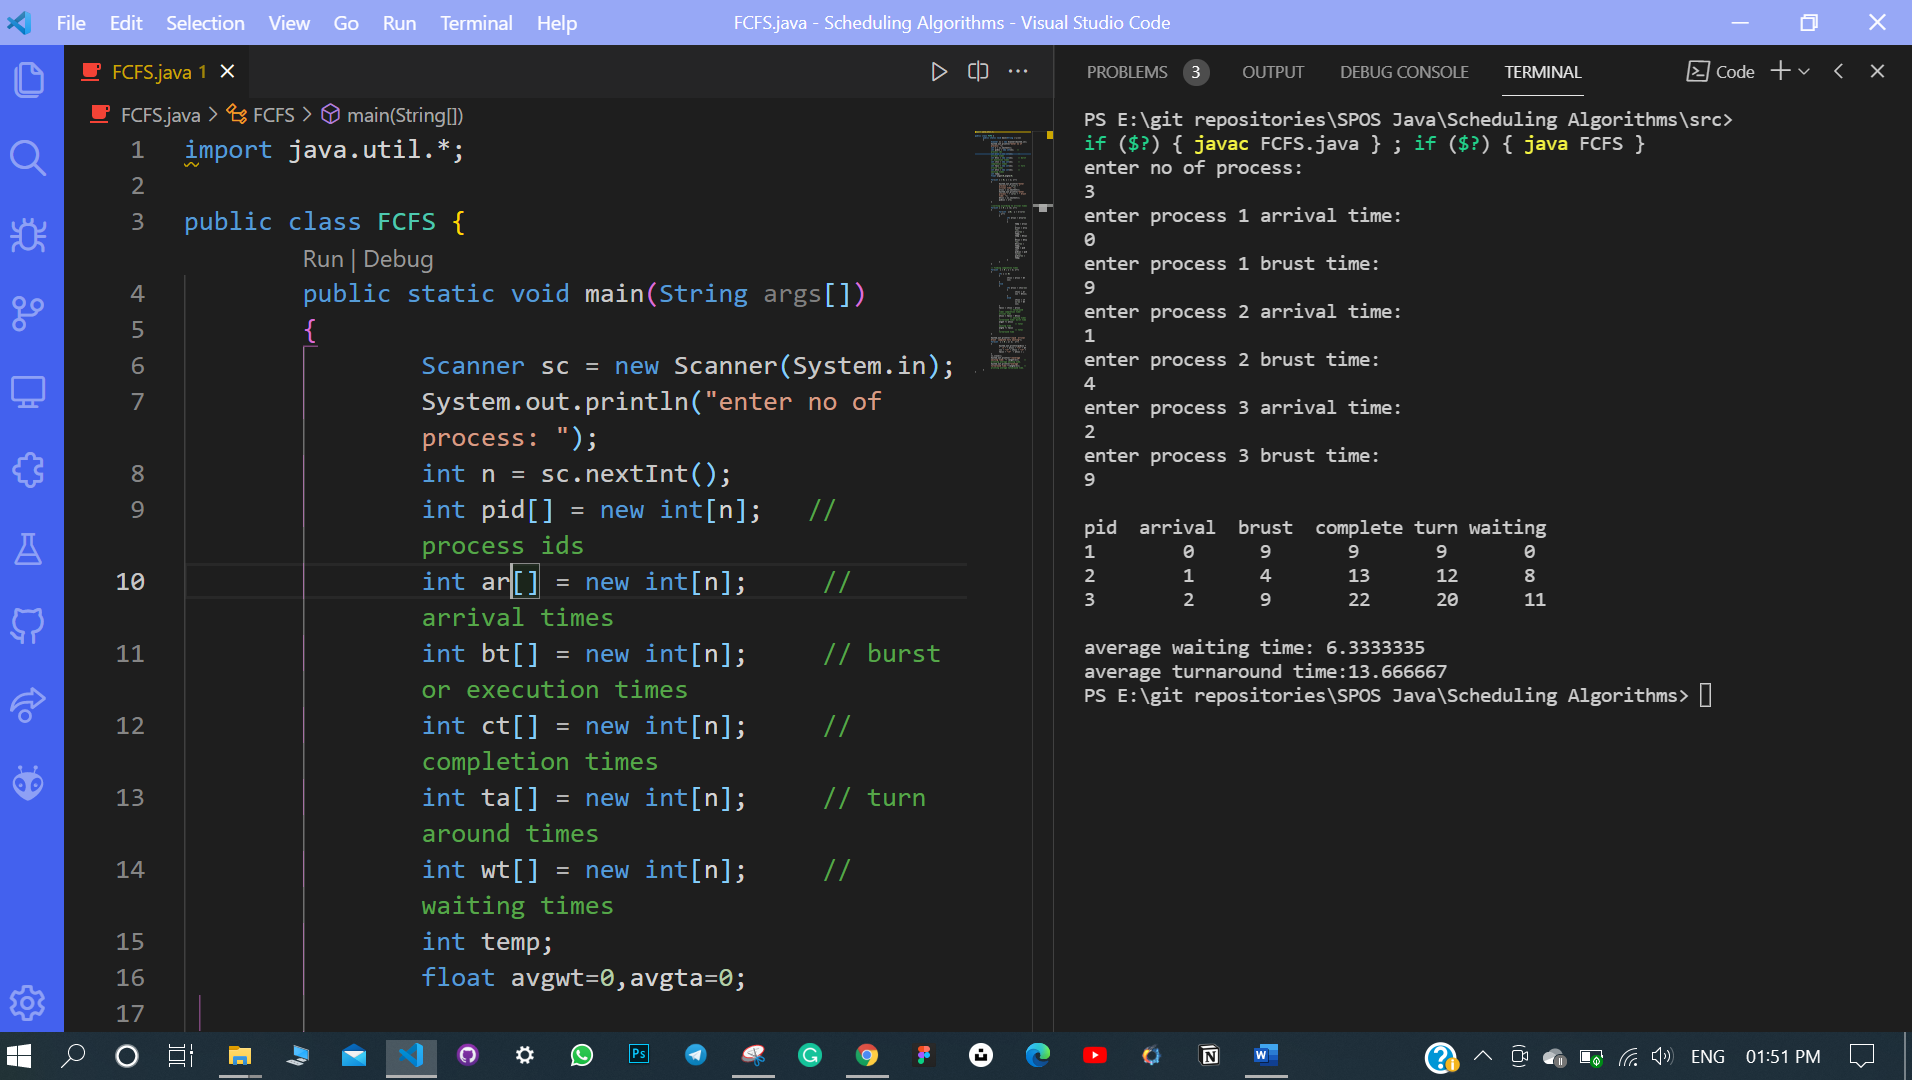 File Edit Selection View Go Run Terminal Help
FCFS.java - Scheduling Algorithms - Visual Studio Code
FCFS.java 1
FCFS.java > FCFS > main(String[])
1 import java.util.*;
2
3 public class FCFS {
Run | Debug
4 public static void main(String args[])
5 {
6 Scanner sc = new Scanner(System.in);
7 System.out.println("enter no of
process: ");
8 int n = sc.nextInt();
9 int pid[] = new int[n]; //
process ids
10 int ar[] = new int[n]; //
arrival times
11 int bt[] = new int[n]; // burst
or execution times
12 int ct[] = new int[n]; //
completion times
13 int ta[] = new int[n]; // turn
around times
14 int wt[] = new int[n]; //
waiting times
15 int temp;
16 float avgwt=0,avgta=0;
17
PROBLEMS 3 OUTPUT DEBUG CONSOLE TERMINAL Code
PS E:\git repositories\SPOS Java\Scheduling Algorithms\src>
if ($?) { javac FCFS.java } ; if ($?) { java FCFS }
enter no of process:
3
enter process 1 arrival time:
0
enter process 1 brust time:
9
enter process 2 arrival time:
1
enter process 2 brust time:
4
enter process 3 arrival time:
2
enter process 3 brust time:
9
pid arrival brust complete turn waiting
1 0 9 9 9 0
2 1 4 13 12 8
3 2 9 22 20 11
average waiting time: 6.3333335
average turnaround time:13.666667
PS E:\git repositories\SPOS Java\Scheduling Algorithms>
Ps
ENG 01:51 PM